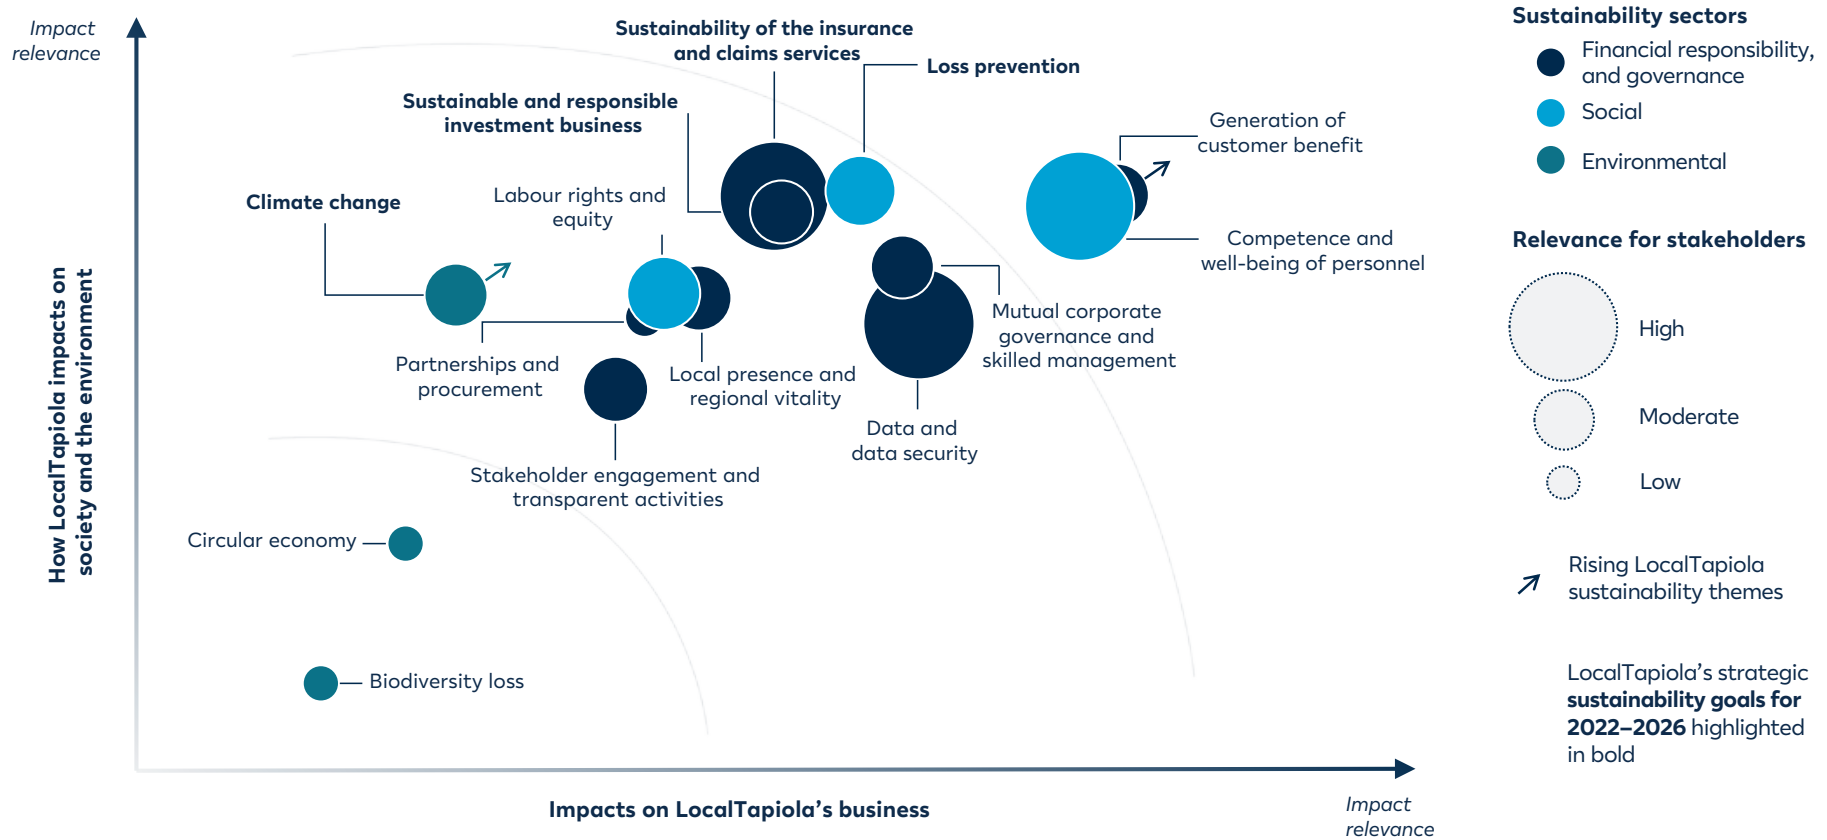 Impact
relevance
How LocalTapiola impacts on
society and the environment
Sustainability of the insurance
and claims services
Loss prevention
Sustainable and responsible
investment business
Generation of
customer benefit
Climate change
Labour rights and
equity
Competence and
well-being of personnel
Mutual corporate
governance and
skilled management
Partnerships and
procurement
Local presence and
regional vitality
Data and
data security
Stakeholder engagement and
transparent activities
Circular economy
Biodiversity loss
Impacts on LocalTapiola’s business
Impact
relevance
Sustainability sectors
Financial responsibility,
and governance
Social
Environmental
Relevance for stakeholders
High
Moderate
Low
Rising LocalTapiola
sustainability themes
LocalTapiola’s strategic
sustainability goals for
2022–2026 highlighted
in bold